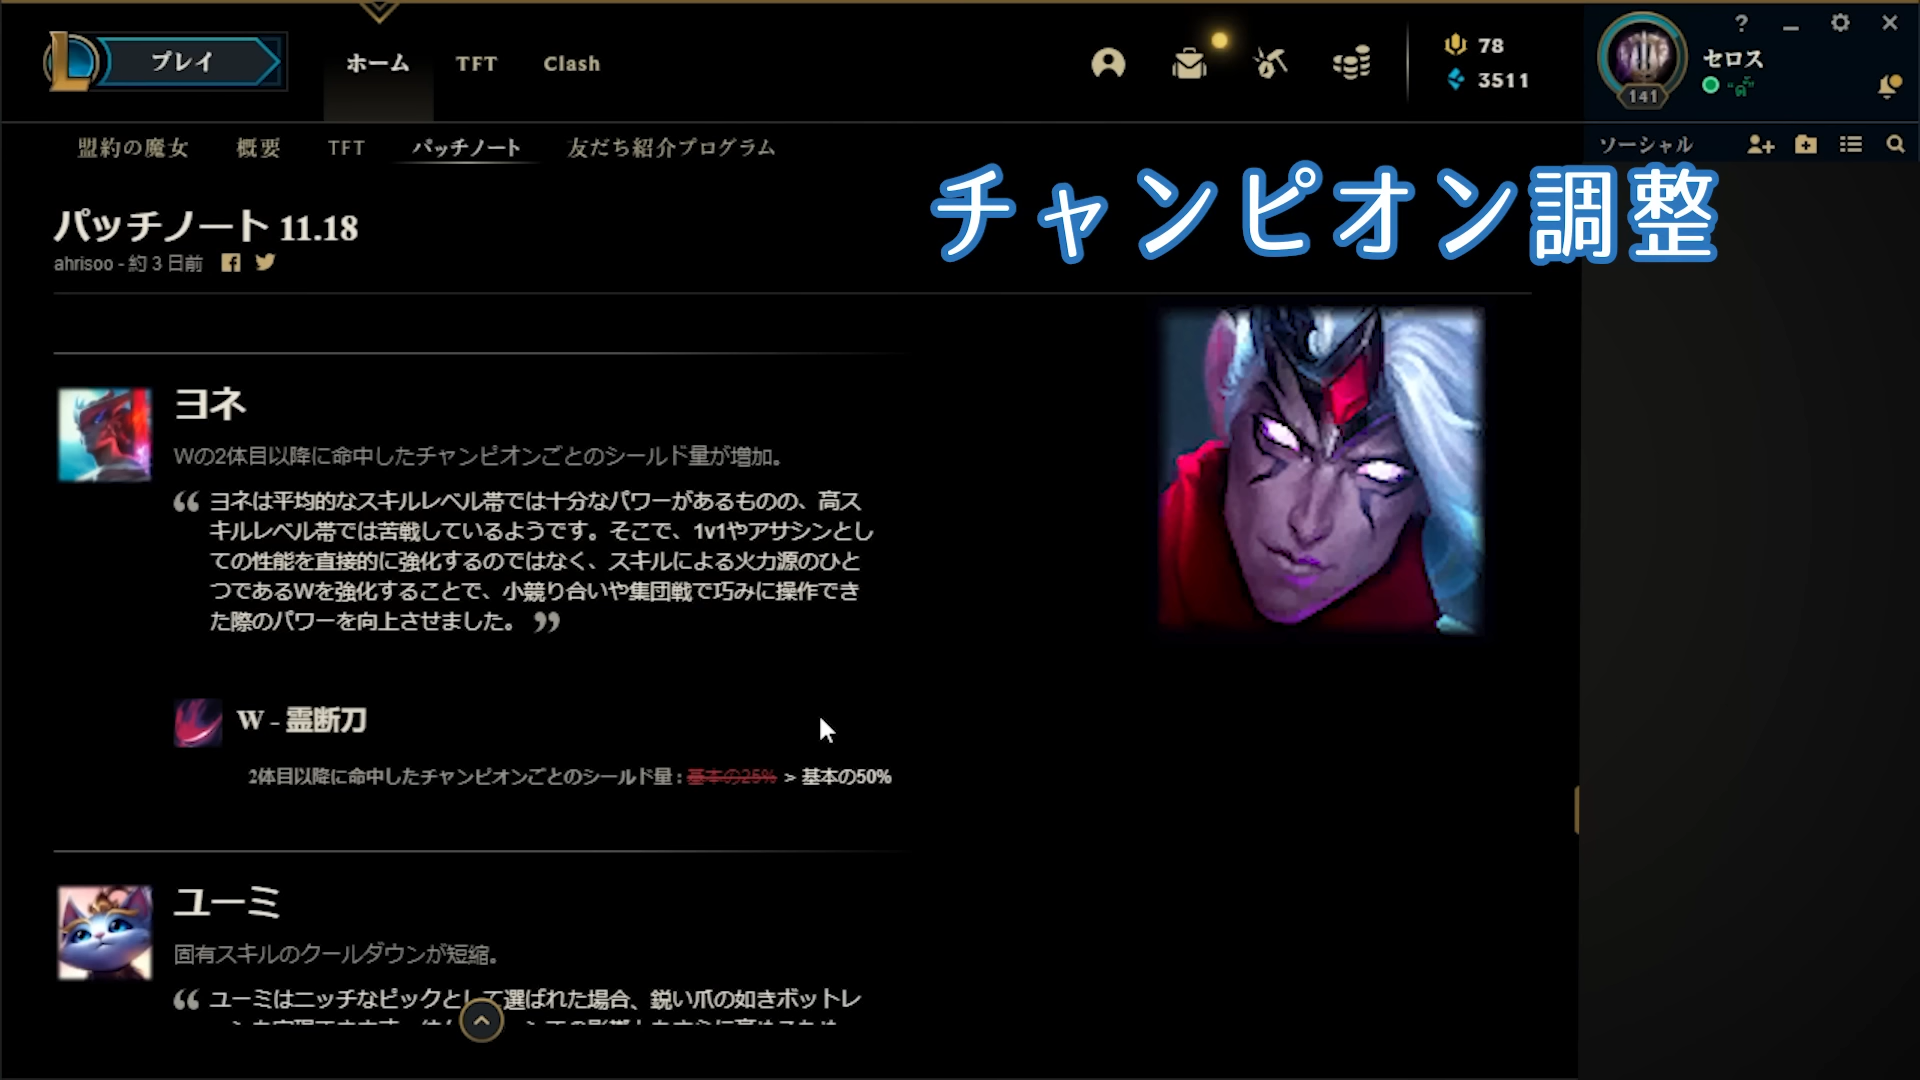 プレイ
ホーム
TFT
Clash
78
3511
141
セロス
盟約の魔女
概要
TFT
パッチノート
友だち紹介プログラム
ソーシャル
チャンピオン調整
パッチノート 11.18
ahrisoo - 約 3 日前
ヨネ
Wの2体目以降に命中したチャンピオンごとのシールド量が増加。
“ ヨネは平均的なスキルレベル帯では十分なパワーがあるものの、高ス
キルレベル帯では苦戦しているようです。そこで、1v1やアサシンとし
ての性能を直接的に強化するのではなく、スキルによる火力源のひと
つであるWを強化することで、小競り合いや集団戦で巧みに操作でき
た際のパワーを向上させました。 ”
W - 霊断刀
2体目以降に命中したチャンピオンごとのシールド量 : 基本の25% > 基本の50%
ユーミ
固有スキルのクールダウンが短縮。
“ ユーミはニッチなピックとして選ばれた場合、鋭い爪の如きボットレ